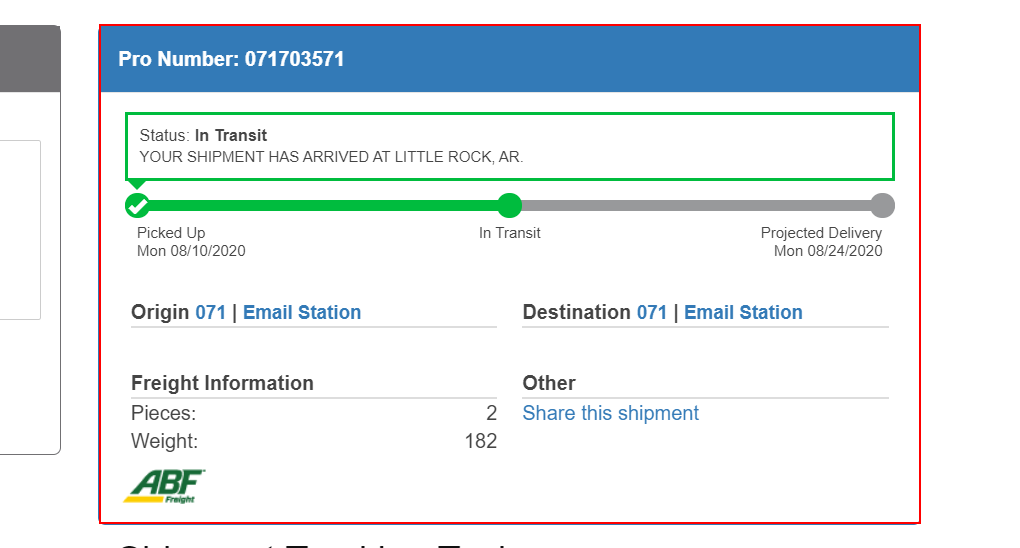 Pro Number: 071703571
Status: In Transit
YOUR SHIPMENT HAS ARRIVED AT LITTLE ROCK, AR.
Picked Up
Mon 08/10/2020
In Transit
Projected Delivery
Mon 08/24/2020
Origin 071 | Email Station
Destination 071 | Email Station
Freight Information
Pieces: 2
Weight: 182
Other
Share this shipment
ABF
Freight